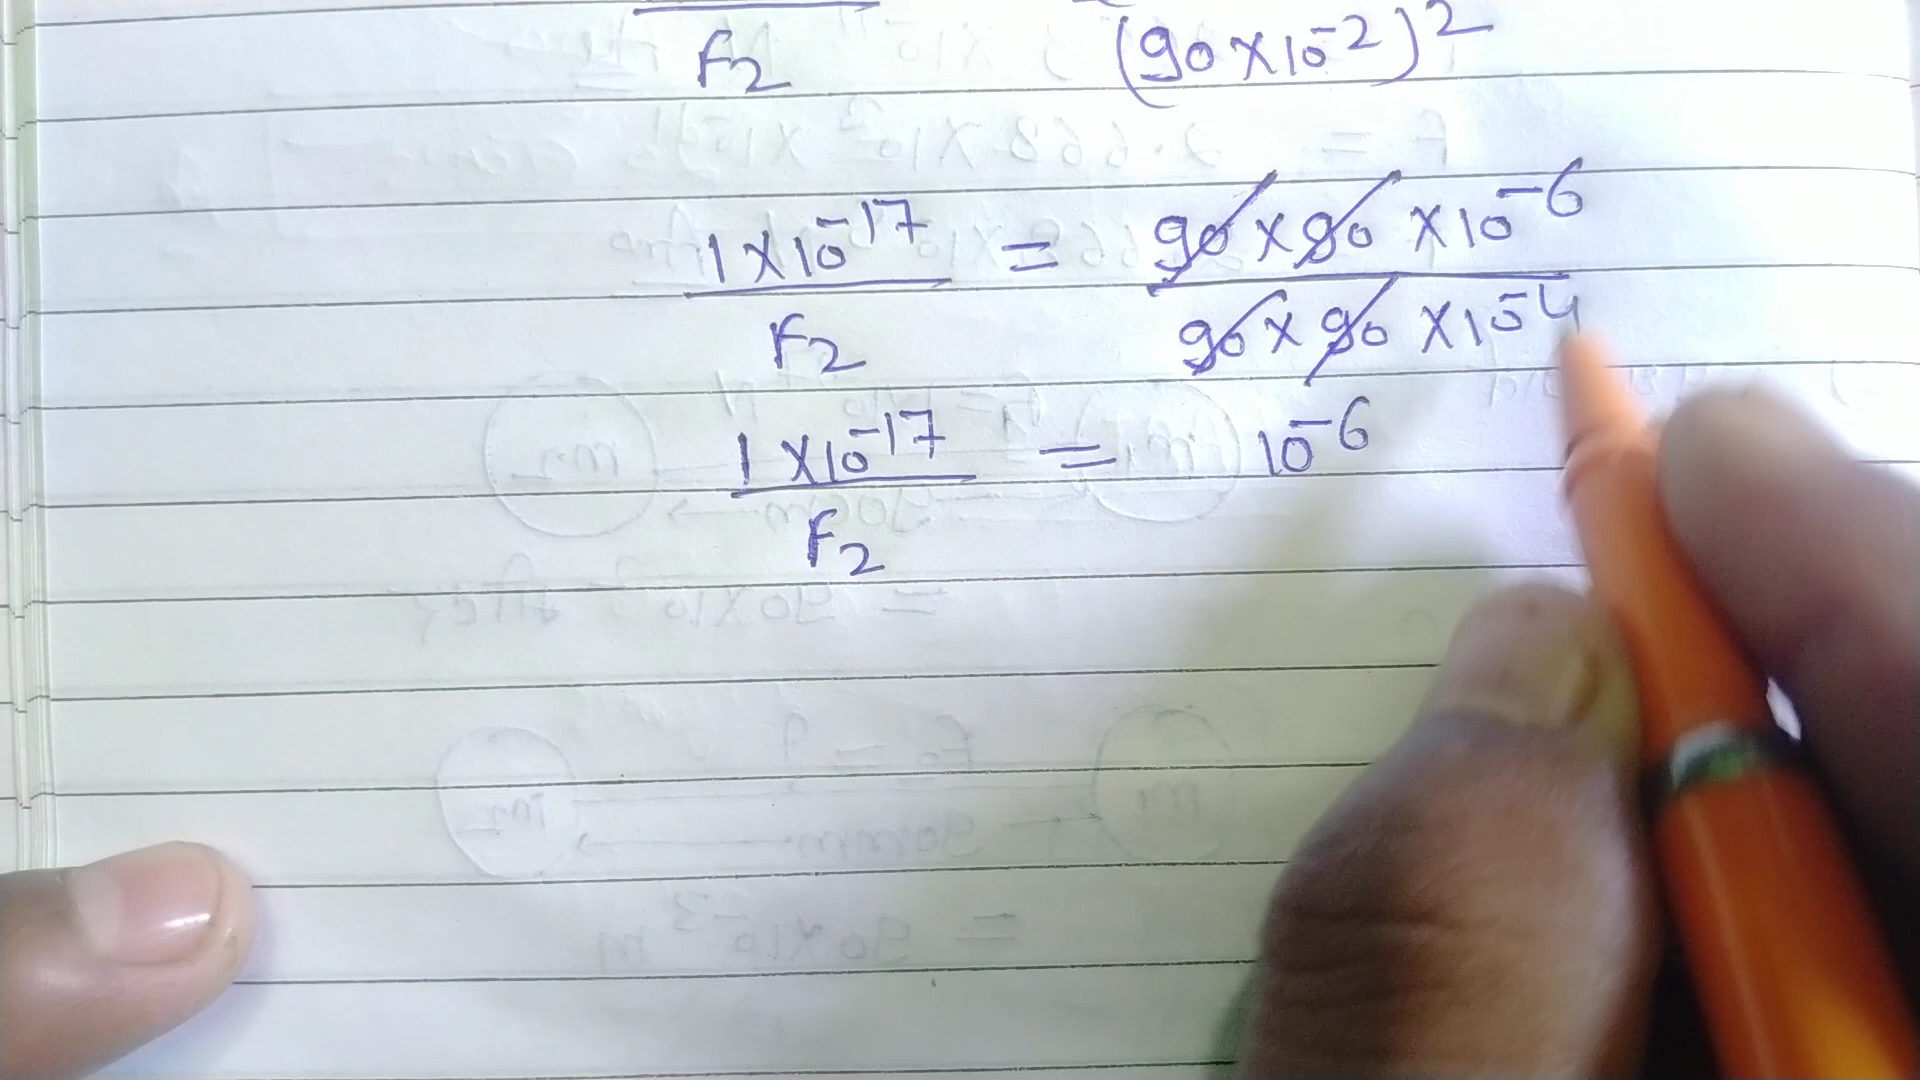 F₂ (90×10⁻²)²
1×10⁻¹⁷ = 90×90×10⁻⁶
F₂ 90×90×10⁻⁴
1×10⁻¹⁷ = 10⁻⁶
F₂